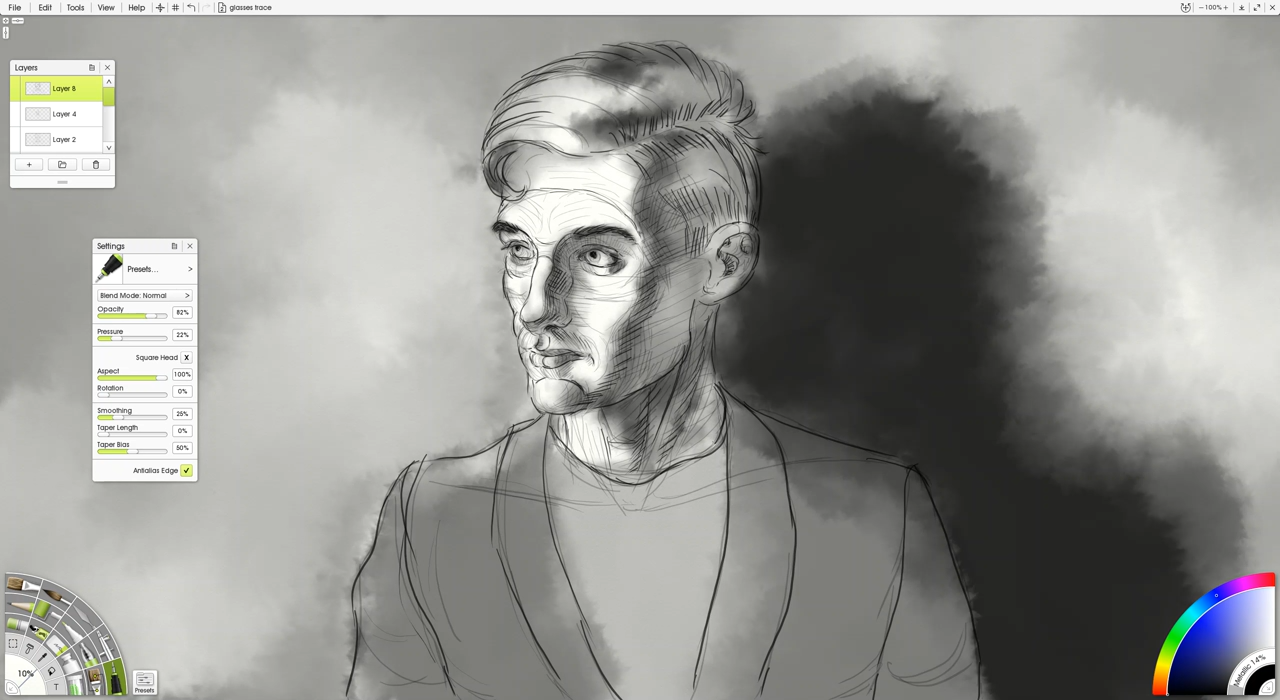 File Edit Tools View Help glasses trace 100%
Layers
Layer 8
Layer 4
Layer 2
Settings
Presets...
Blend Mode: Normal
Opacity 82%
Pressure 22%
Square Head X
Aspect 100%
Rotation 0%
Smoothing 25%
Taper Length 0%
Taper Bias 50%
Antialias Edge
10%
T
Presets
Metallic 14%